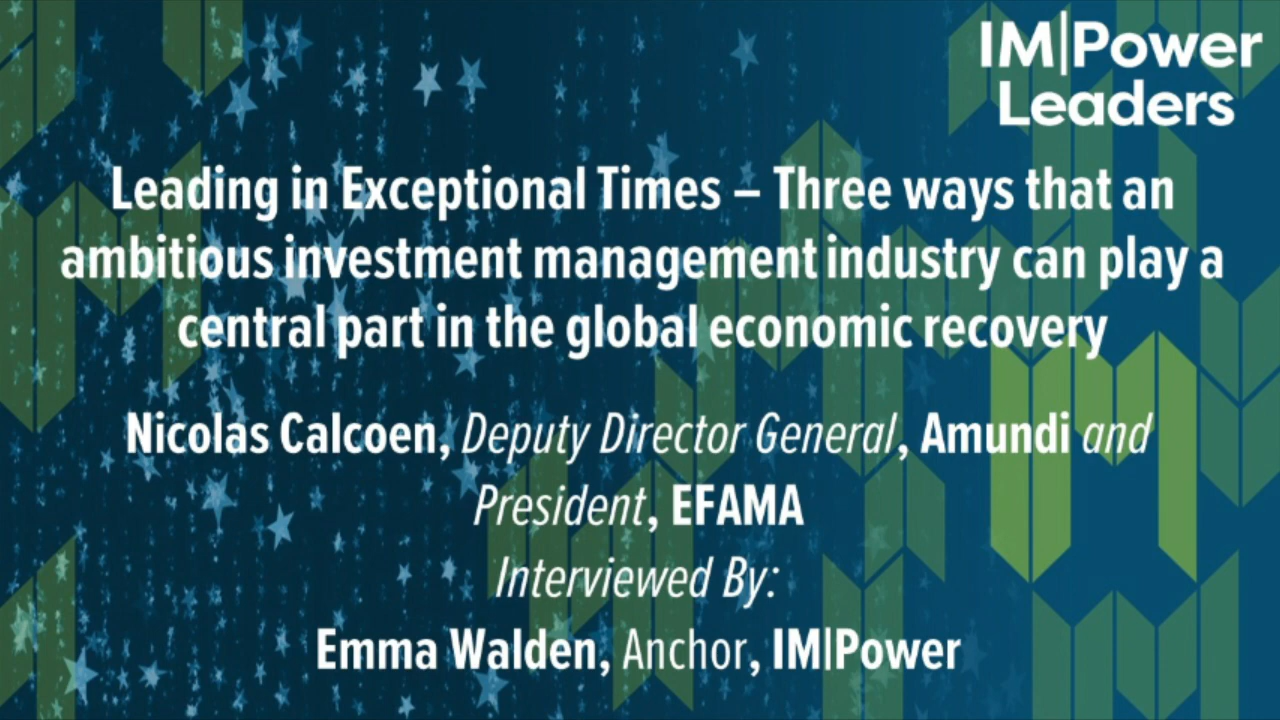 IM|Power
Leaders
Leading in Exceptional Times – Three ways that an
ambitious investment management industry can play a
central part in the global economic recovery
Nicolas Calcoen, Deputy Director General, Amundi and
President, EFAMA
Interviewed By:
Emma Walden, Anchor, IM|Power